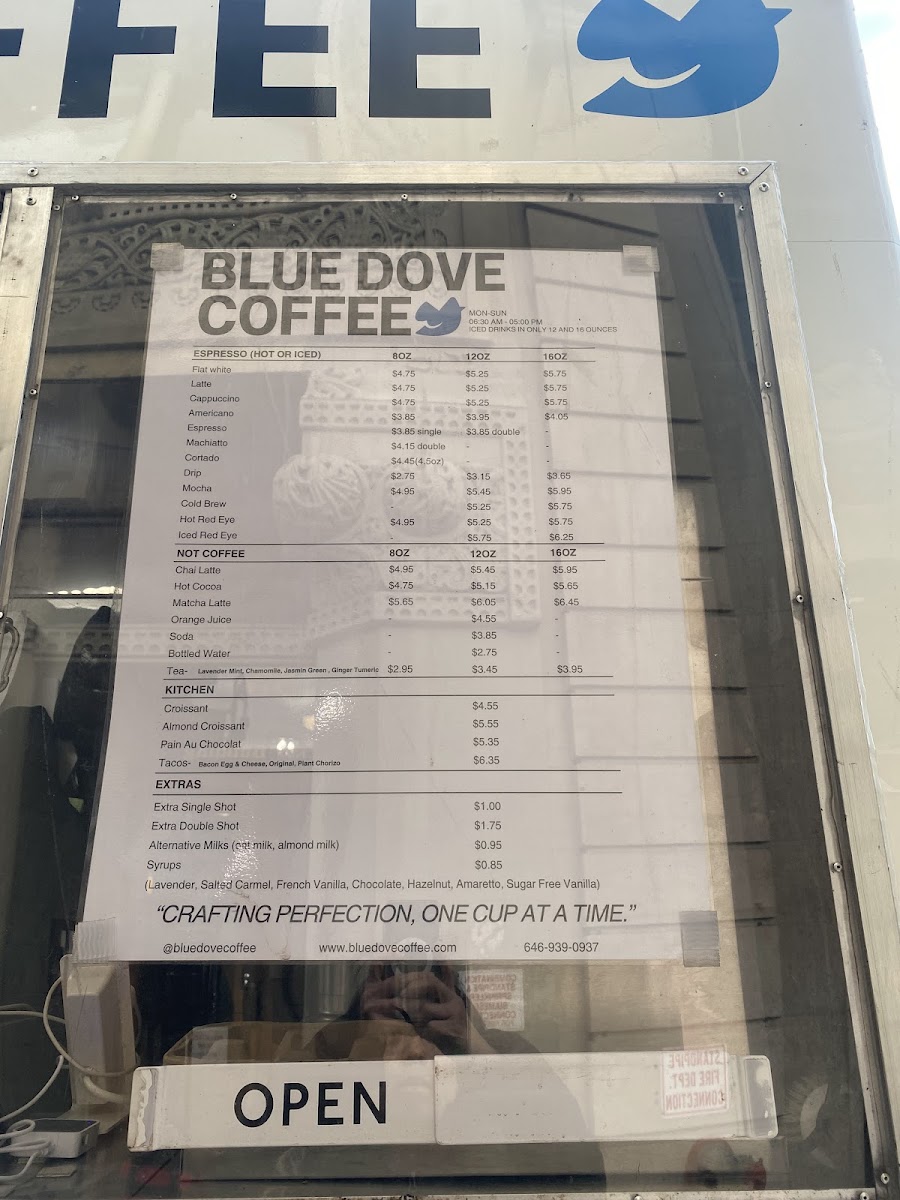 FFEE
BLUE DOVE
COFFEE
MON-SUN
06:30 AM - 05:00 PM
ICED DRINKS IN ONLY 12 AND 16 OUNCES
ESPRESSO (HOT OR ICED) 8OZ 12OZ 16OZ
Flat white $4.75 $5.25 $5.75
Latte $4.75 $5.25 $5.75
Cappuccino $4.75 $5.25 $5.75
Americano $3.85 $3.95 $4.05
Espresso $3.85 single $3.85 double -
Machiatto $4.15 double - -
Cortado $4.45(4.5oz) - -
Drip $2.75 $3.15 $3.65
Mocha $4.95 $5.45 $5.95
Cold Brew - $5.25 $5.75
Hot Red Eye $4.95 $5.25 $5.75
Iced Red Eye - $5.75 $6.25
NOT COFFEE 8OZ 12OZ 16OZ
Chai Latte $4.95 $5.45 $5.95
Hot Cocoa $4.75 $5.15 $5.65
Matcha Latte $5.65 $6.05 $6.45
Orange Juice - $4.55 -
Soda - $3.85 -
Bottled Water - $2.75 -
Tea- Lavender Mint, Chamomile, Jasmin Green , Ginger Tumeric $2.95 $3.45 $3.95
KITCHEN
Croissant $4.55
Almond Croissant $5.55
Pain Au Chocolat $5.35
Tacos- Bacon Egg & Cheese, Original, Plant Chorizo $6.35
EXTRAS
Extra Single Shot $1.00
Extra Double Shot $1.75
Alternative Milks (oat milk, almond milk) $0.95
Syrups $0.85
(Lavender, Salted Carmel, French Vanilla, Chocolate, Hazelnut, Amaretto, Sugar Free Vanilla)
“CRAFTING PERFECTION, ONE CUP AT A TIME.”
@bluedovecoffee www.bluedovecoffee.com 646-939-0937
OPEN
STANDPIPE
FIRE DEPT.
CONNECTION